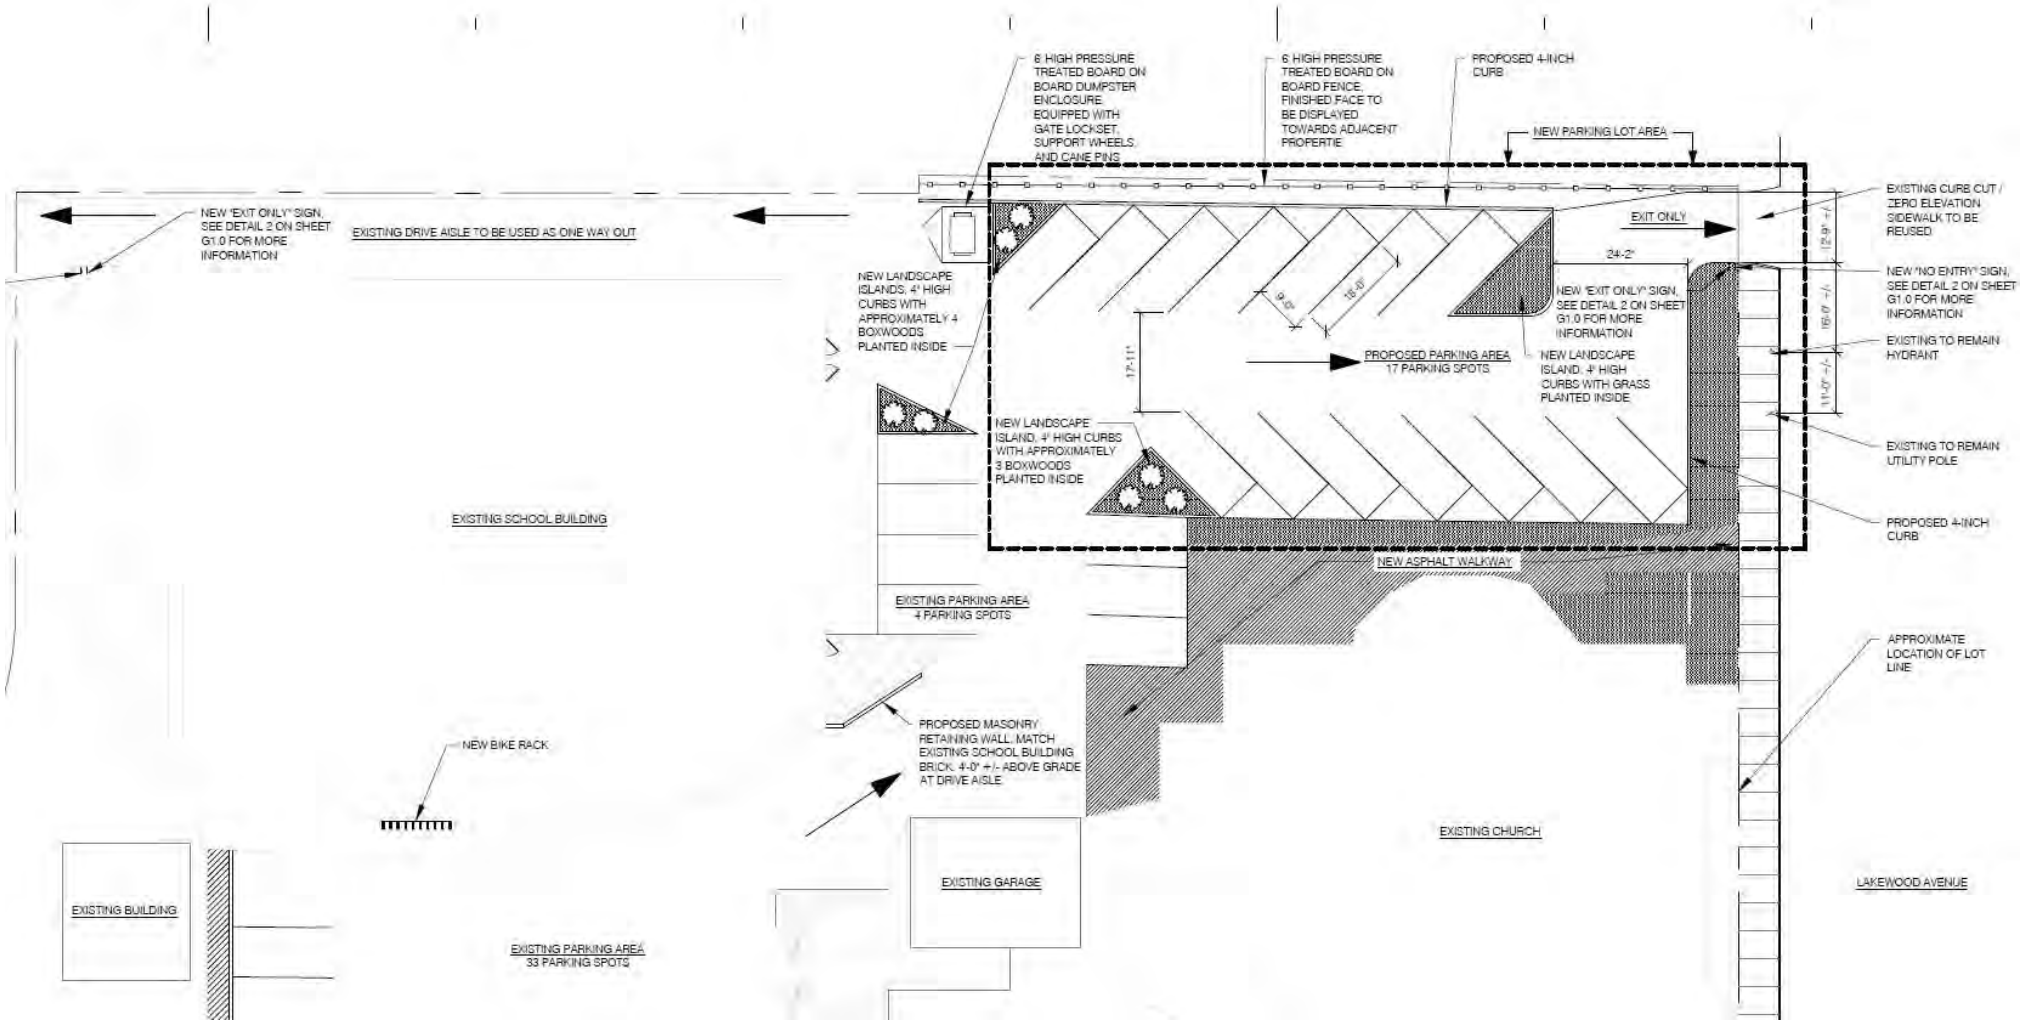 6' HIGH PRESSURE
TREATED BOARD ON
BOARD DUMPSTER
ENCLOSURE
EQUIPPED WITH
GATE LOCKSET,
SUPPORT WHEELS,
AND CANE PINS
6' HIGH PRESSURE
TREATED BOARD ON
BOARD FENCE,
FINISHED FACE TO
BE DISPLAYED
TOWARDS ADJACENT
PROPERTIE
PROPOSED 4-INCH
CURB
NEW PARKING LOT AREA
NEW "EXIT ONLY" SIGN,
SEE DETAIL 2 ON SHEET
G1.0 FOR MORE
INFORMATION
EXISTING DRIVE AISLE TO BE USED AS ONE WAY OUT
EXIT ONLY
EXISTING CURB CUT /
ZERO ELEVATION
SIDEWALK TO BE
REUSED
12'-9" +/-
24'-2"
NEW LANDSCAPE
ISLANDS, 4" HIGH
CURBS WITH
APPROXIMATELY 4
BOXWOODS
PLANTED INSIDE
9'-0"
18'-0"
NEW "EXIT ONLY" SIGN,
SEE DETAIL 2 ON SHEET
G1.0 FOR MORE
INFORMATION
NEW "NO ENTRY" SIGN,
SEE DETAIL 2 ON SHEET
G1.0 FOR MORE
INFORMATION
16'-0" +/-
17'-11"
PROPOSED PARKING AREA
17 PARKING SPOTS
NEW LANDSCAPE
ISLAND, 4" HIGH
CURBS WITH GRASS
PLANTED INSIDE
EXISTING TO REMAIN
HYDRANT
11'-0" +/-
NEW LANDSCAPE
ISLAND, 4" HIGH CURBS
WITH APPROXIMATELY
3 BOXWOODS
PLANTED INSIDE
EXISTING TO REMAIN
UTILITY POLE
EXISTING SCHOOL BUILDING
PROPOSED 4-INCH
CURB
NEW ASPHALT WALKWAY
EXISTING PARKING AREA
4 PARKING SPOTS
APPROXIMATE
LOCATION OF LOT
LINE
PROPOSED MASONRY
RETAINING WALL, MATCH
EXISTING SCHOOL BUILDING
BRICK. 4'-0" +/- ABOVE GRADE
AT DRIVE AISLE
NEW BIKE RACK
EXISTING CHURCH
EXISTING GARAGE
LAKEWOOD AVENUE
EXISTING BUILDING
EXISTING PARKING AREA
33 PARKING SPOTS